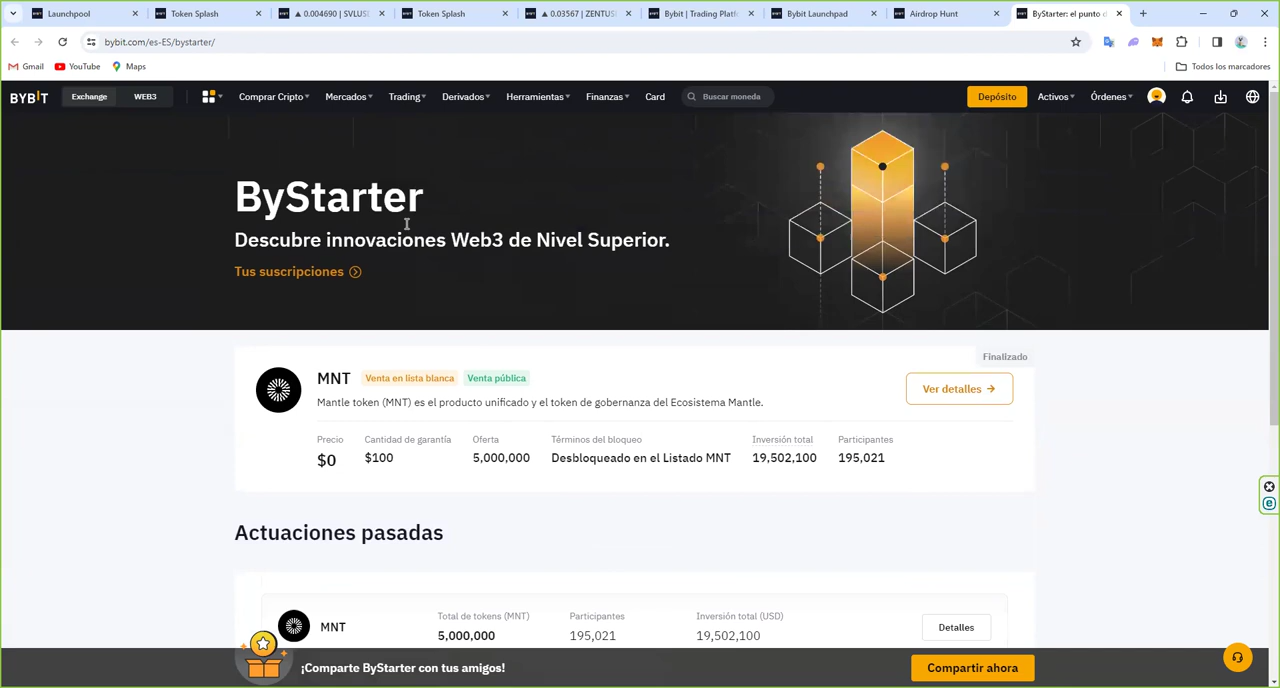 Launchpool
Token Splash
▲ 0.004690 | SVLUS
Token Splash
▲ 0.03567 | ZENTUS
Bybit | Trading Platf
Bybit Launchpad
Airdrop Hunt
ByStarter: el punto d
bybit.com/es-ES/bystarter/
Gmail YouTube Maps
Todos los marcadores
BYBIT Exchange WEB3 Comprar Cripto Mercados Trading Derivados Herramientas Finanzas Card Buscar moneda Depósito Activos Órdenes
ByStarter
Descubre innovaciones Web3 de Nivel Superior.
Tus suscripciones
Finalizado
MNT Venta en lista blanca Venta pública
Ver detalles →
Mantle token (MNT) es el producto unificado y el token de gobernanza del Ecosistema Mantle.
Precio Cantidad de garantía Oferta Términos del bloqueo Inversión total Participantes
$0 $100 5,000,000 Desbloqueado en el Listado MNT 19,502,100 195,021
Actuaciones pasadas
Total de tokens (MNT) Participantes Inversión total (USD)
MNT 5,000,000 195,021 19,502,100 Detalles
¡Comparte ByStarter con tus amigos! Compartir ahora